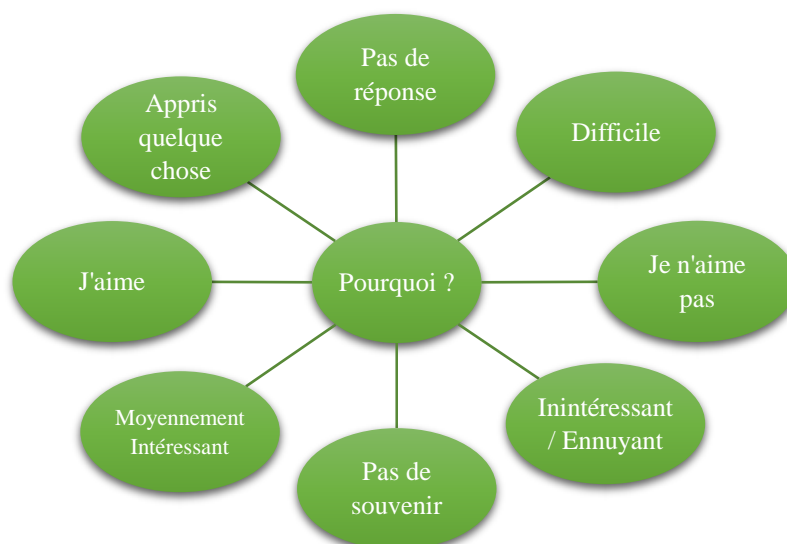 Pas de
réponse
Appris
quelque
chose
Difficile
J'aime
Pourquoi ?
Je n'aime
pas
Moyennement
Intéressant
Inintéressant
/ Ennuyant
Pas de
souvenir